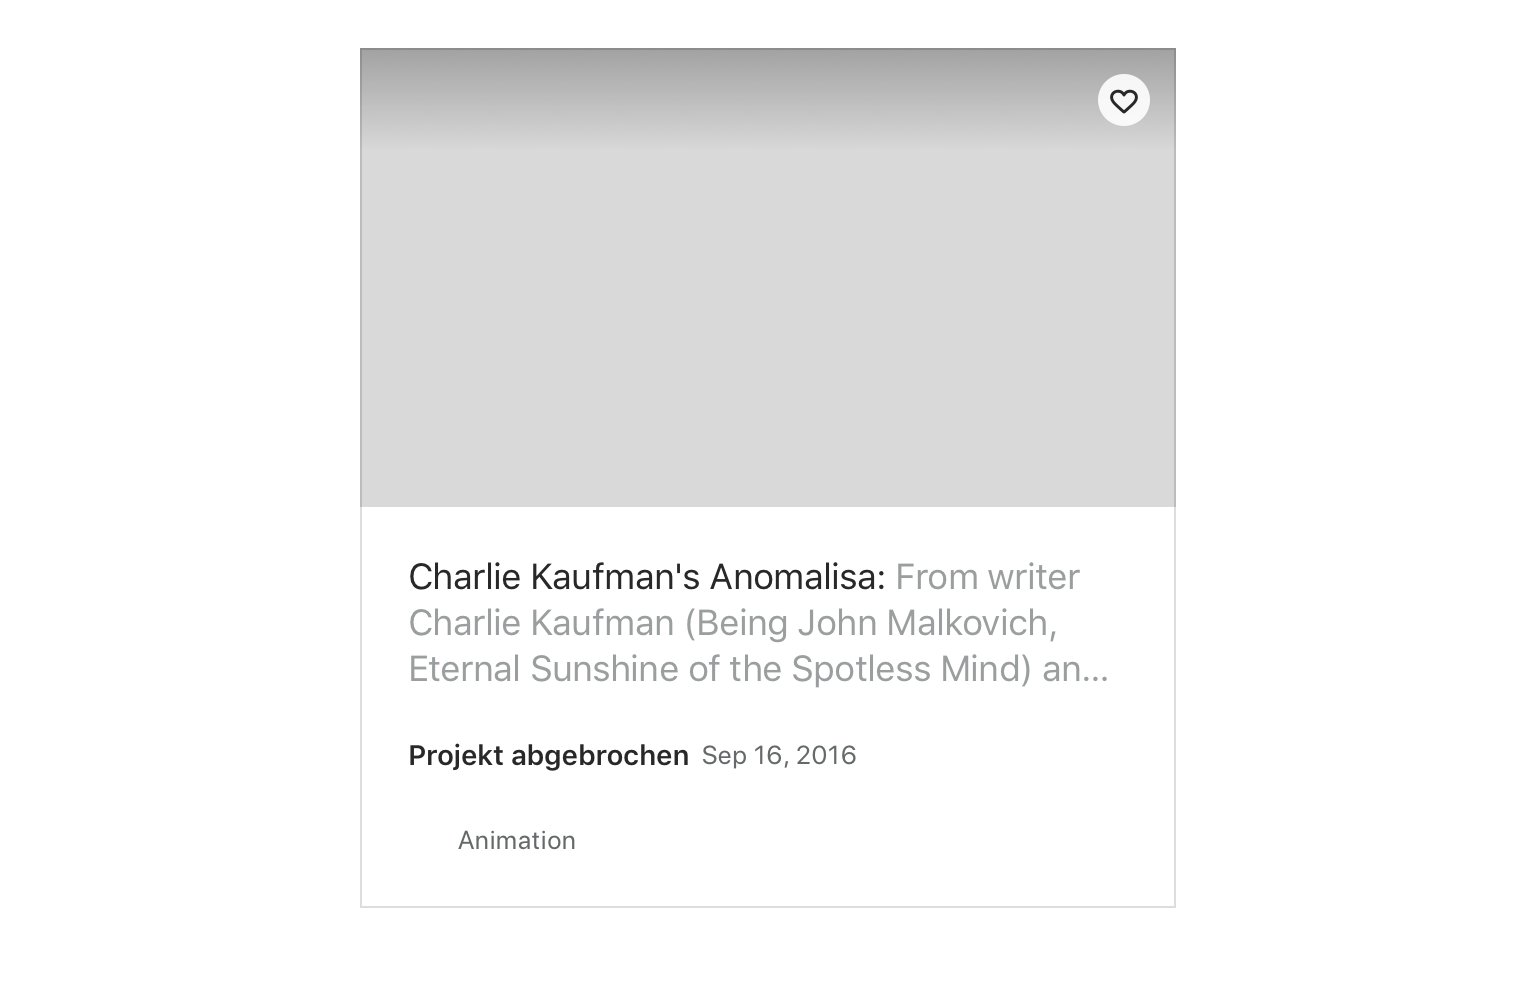 Charlie Kaufman's Anomalisa: From writer
Charlie Kaufman (Being John Malkovich,
Eternal Sunshine of the Spotless Mind) an...
Projekt abgebrochen Sep 16, 2016
Animation